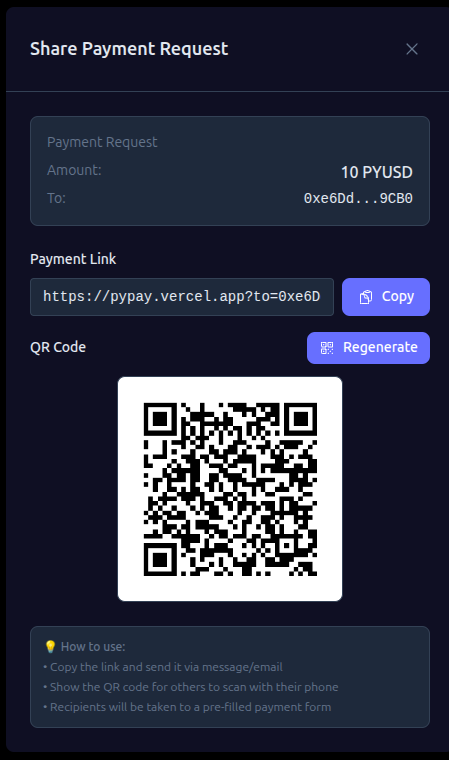 Share Payment Request
Payment Request
Amount: 10 PYUSD
To: 0xe6Dd...9CB0
Payment Link
https://pypay.vercel.app?to=0xe6D
Copy
QR Code
Regenerate
💡 How to use:
• Copy the link and send it via message/email
• Show the QR code for others to scan with their phone
• Recipients will be taken to a pre-filled payment form